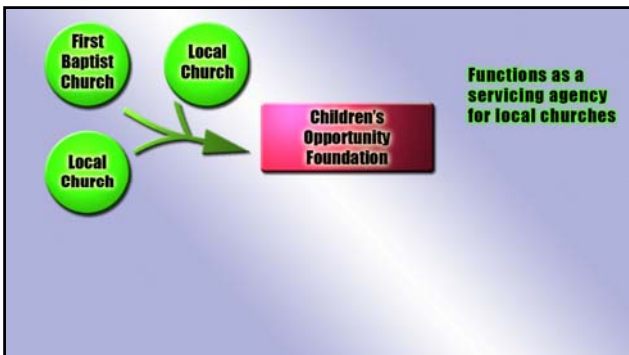 First
Baptist
Church
Local
Church
Local
Church
Children's
Opportunity
Foundation
Functions as a
servicing agency
for local churches